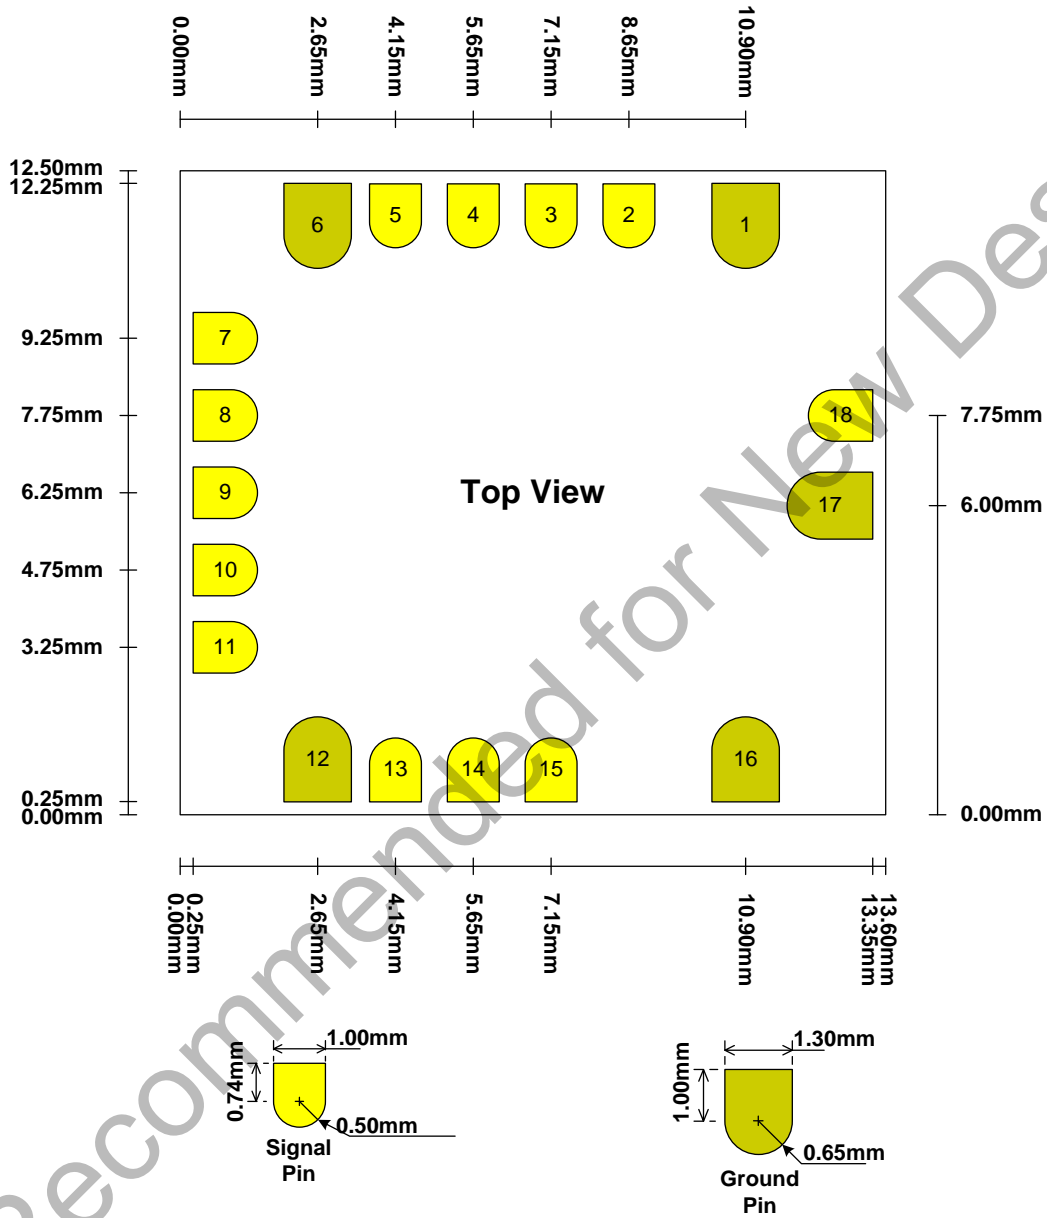 0.00mm
2.65mm
4.15mm
5.65mm
7.15mm
8.65mm
10.90mm
12.50mm
12.25mm
6
5
4
3
2
1
9.25mm
7
7.75mm
8
18
7.75mm
6.25mm
9
Top View
17
6.00mm
4.75mm
10
3.25mm
11
12
13
14
15
16
0.25mm
0.00mm
0.00mm
0.00mm
0.25mm
2.65mm
4.15mm
5.65mm
7.15mm
10.90mm
13.35mm
13.60mm
1.00mm
0.74mm
0.50mm
Signal
Pin
1.30mm
1.00mm
0.65mm
Ground
Pin
Recommended for New Des